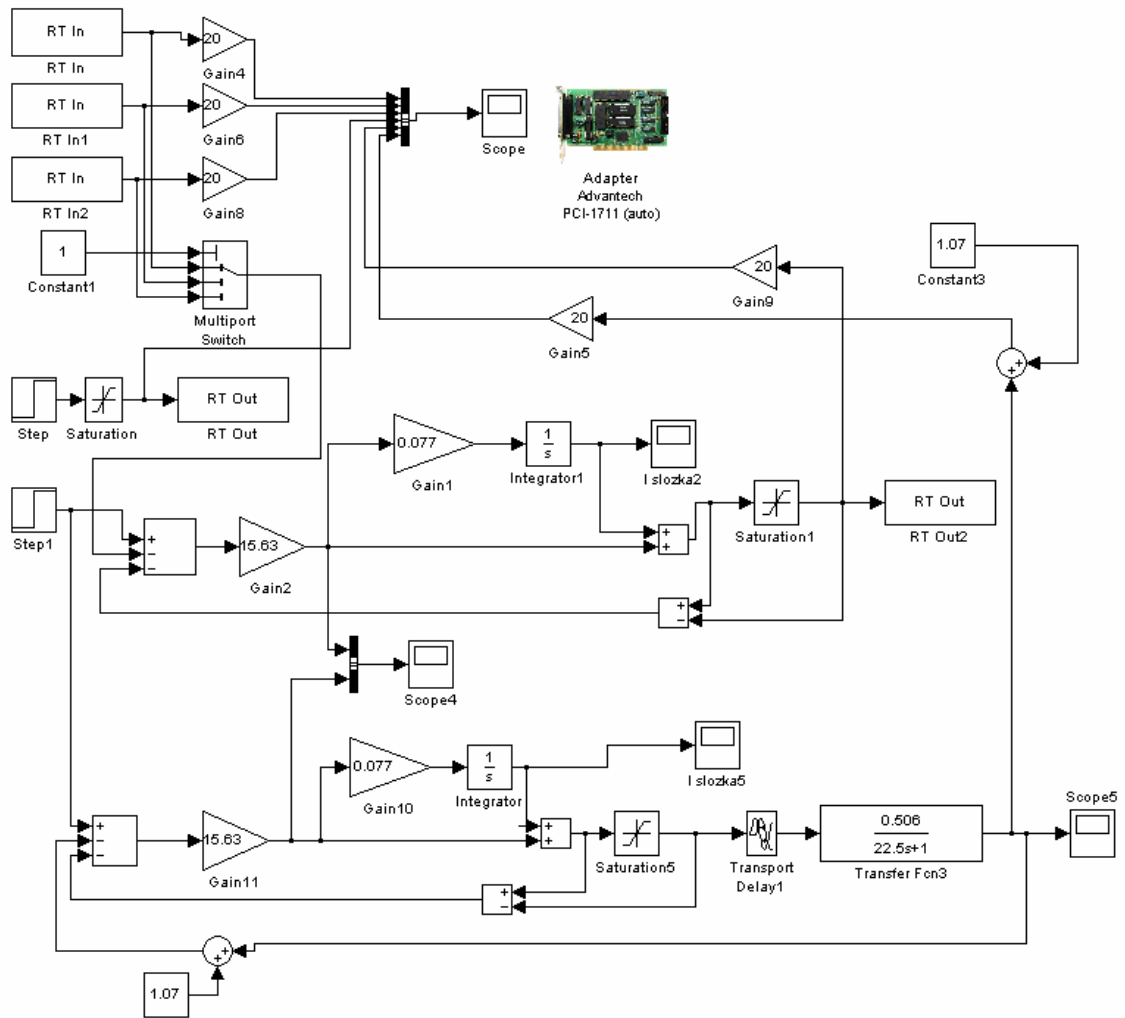 RT In
RT In
20
Gain4
RT In
RT In1
20
Gain6
RT In
RT In2
20
Gain8
Scope
Adapter
Advantech
PCI-1711 (auto)
1
Constant1
Multiport
Switch
20
Gain9
1.07
Constant3
20
Gain5
+
+
Step
Saturation
RT Out
RT Out
0.077
Gain1
1
s
Integrator1
I slozka2
Step1
+
−
−
15.63
Gain2
+
+
Saturation1
RT Out
RT Out2
+
−
Scope4
0.077
Gain10
1
s
Integrator
I slozka5
+
−
−
15.63
Gain11
+
+
Saturation5
Transport
Delay1
0.506
22.5s+1
Transfer Fcn3
Scope5
+
−
+
+
1.07